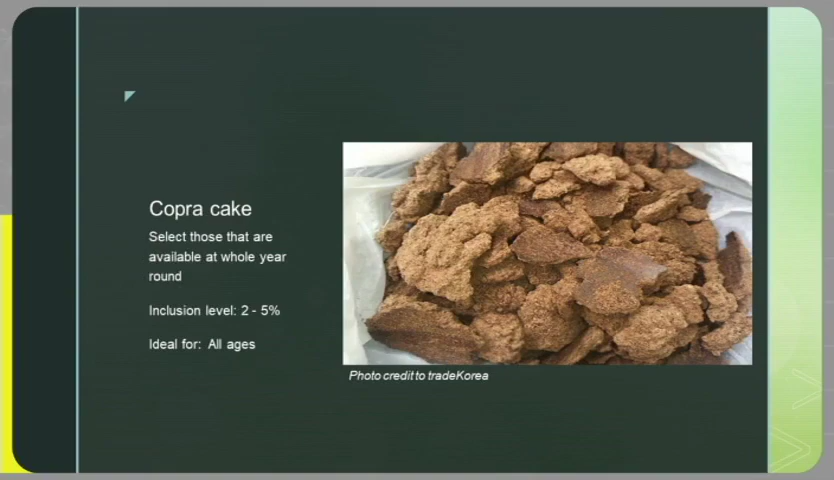 Copra cake
Select those that are
available at whole year
round
Inclusion level: 2 - 5%
Ideal for: All ages
Photo credit to tradeKorea